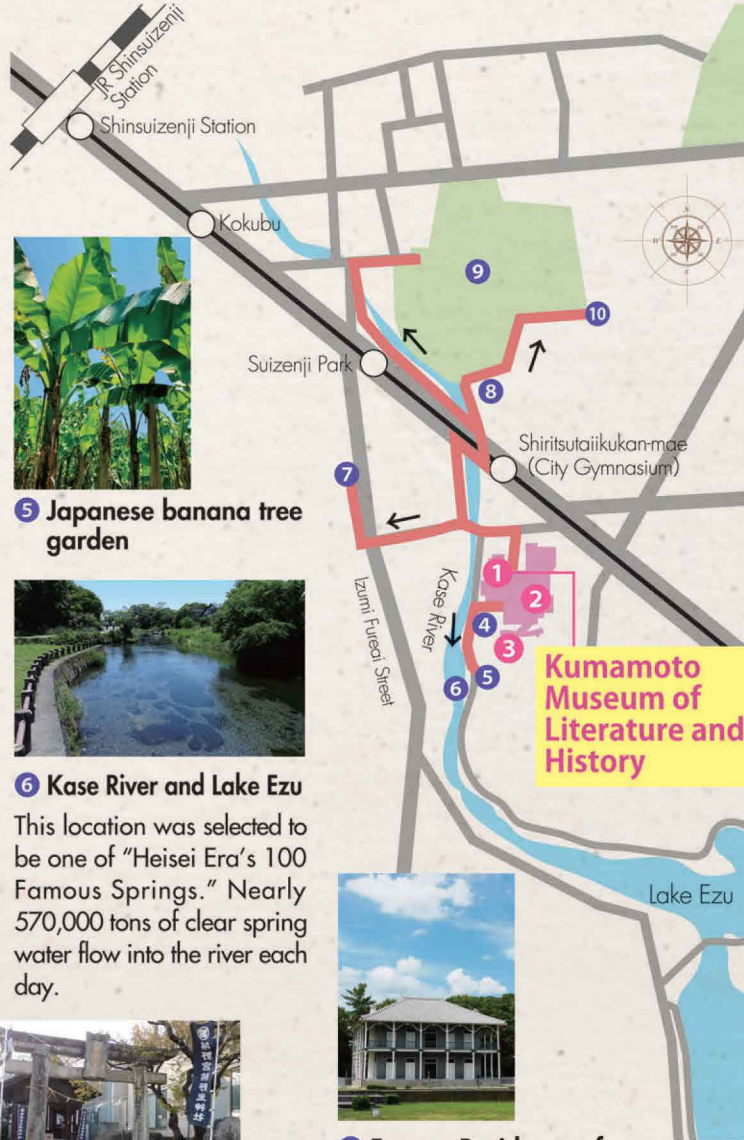 JR Shinsuizenji
Station
Shinsuizenji Station
Kokubu
N
W
E
S
9
10
Suizenji Park
8
Shiritsutaiikukan-mae
(City Gymnasium)
7
5 Japanese banana tree
garden
Izumi Fureai Street
Kase River
1
2
4
3
5
6
Kumamoto
Museum of
Literature and
History
6 Kase River and Lake Ezu
This location was selected to
be one of “Heisei Era’s 100
Famous Springs.” Nearly
570,000 tons of clear spring
water flow into the river each
day.
Lake Ezu